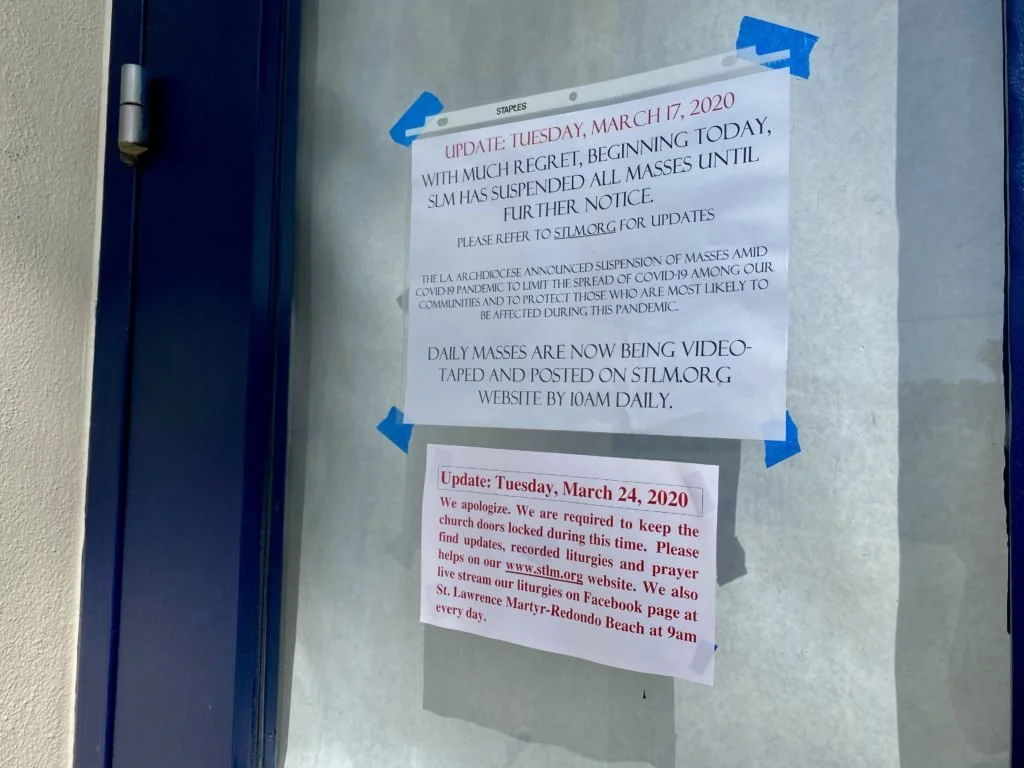 STAPLES
UPDATE: TUESDAY, MARCH 17, 2020
WITH MUCH REGRET, BEGINNING TODAY,
SLM HAS SUSPENDED ALL MASSES UNTIL
FURTHER NOTICE.
PLEASE REFER TO STLM.ORG FOR UPDATES
THE L.A. ARCHDIOCESE ANNOUNCED SUSPENSION OF MASSES AMID
COVID-19 PANDEMIC TO LIMIT THE SPREAD OF COVID-19 AMONG OUR
COMMUNITIES AND TO PROTECT THOSE WHO ARE MOST LIKELY TO
BE AFFECTED DURING THIS PANDEMIC.
DAILY MASSES ARE NOW BEING VIDEO-
TAPED AND POSTED ON STLM.ORG
WEBSITE BY 10AM DAILY.
Update: Tuesday, March 24, 2020
We apologize. We are required to keep the
church doors locked during this time. Please
find updates, recorded liturgies and prayer
helps on our www.stlm.org website. We also
live stream our liturgies on Facebook page at
St. Lawrence Martyr-Redondo Beach at 9am
every day.